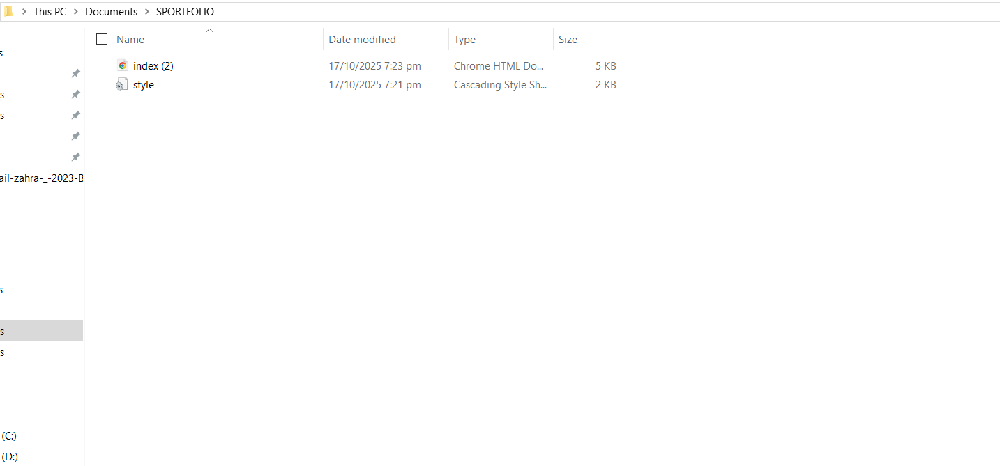 This PC > Documents > SPORTFOLIO
Name Date modified Type Size
s
index (2) 17/10/2025 7:23 pm Chrome HTML Do... 5 KB
style 17/10/2025 7:21 pm Cascading Style Sh... 2 KB
s
s
ail-zahra-_-2023-B
s
s
s
(C:)
(D:)